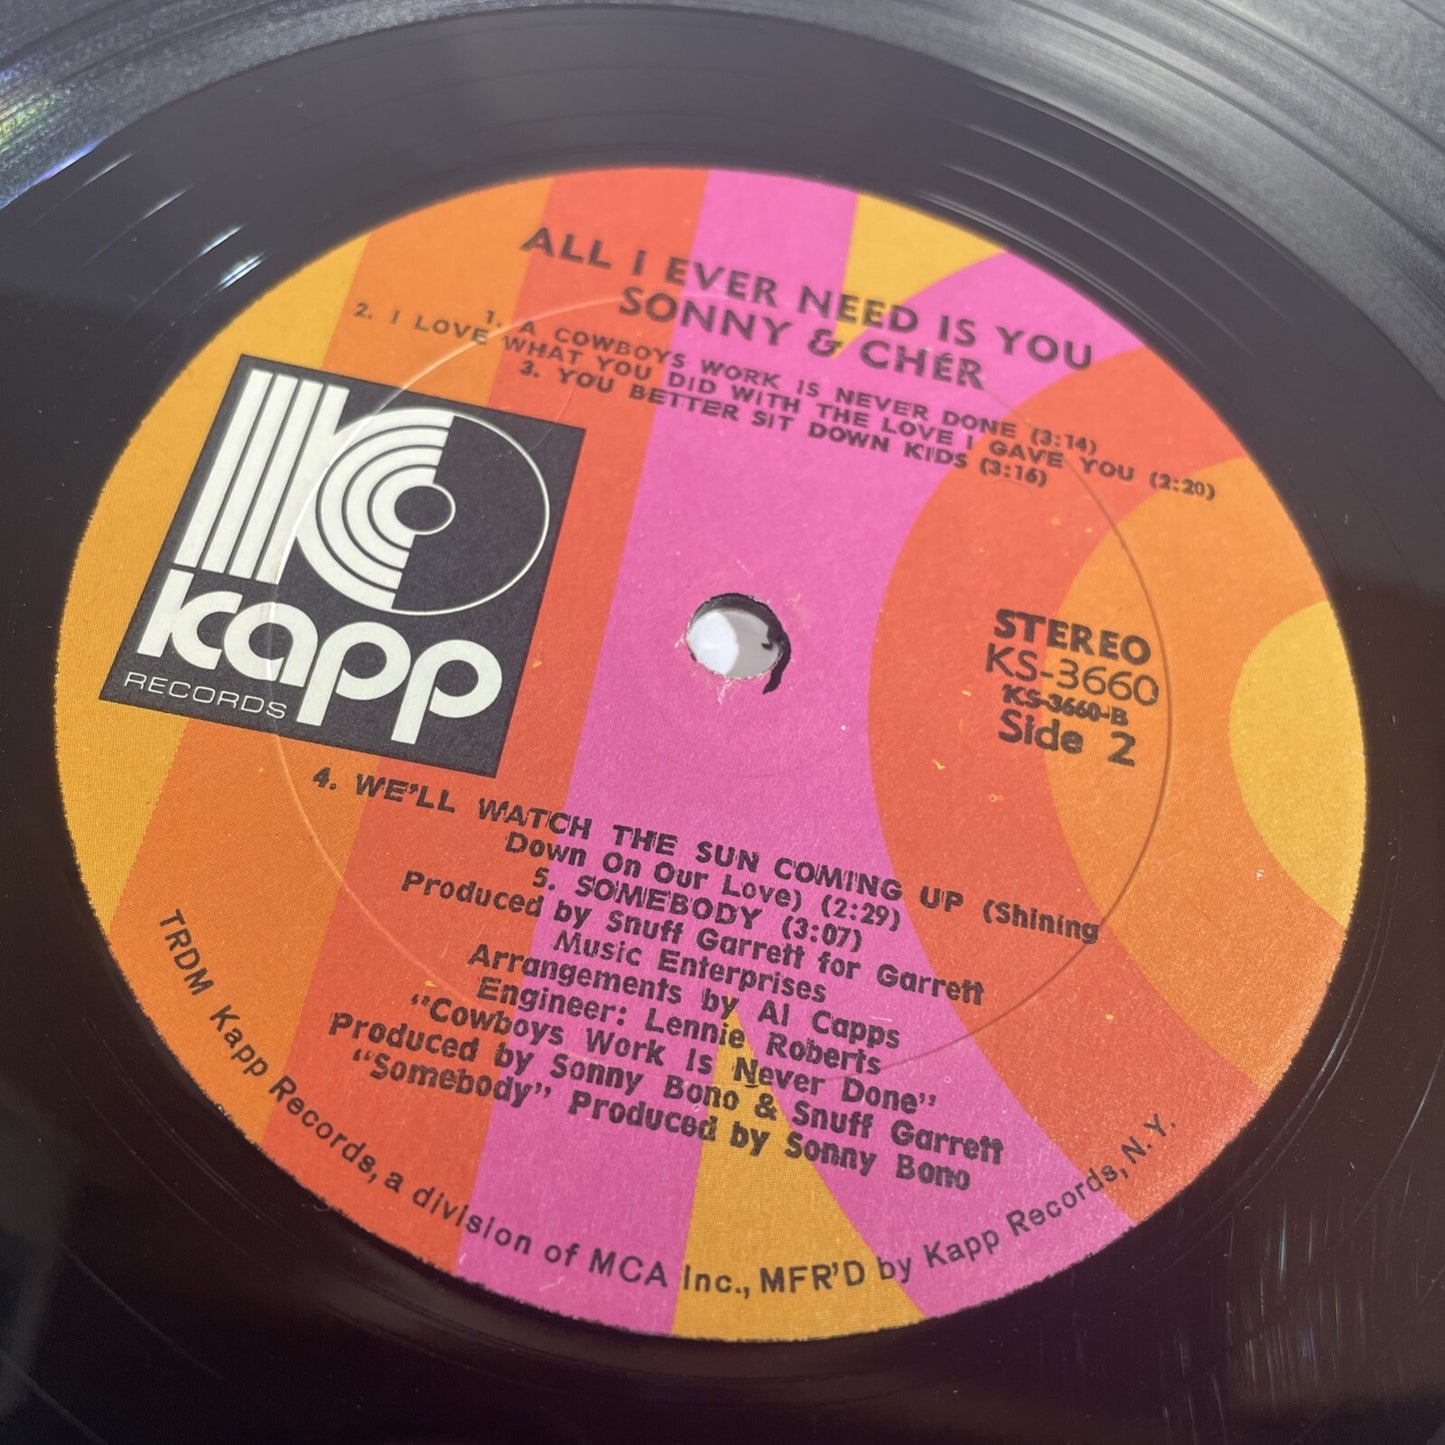 ALL I EVER NEED IS YOU
SONNY & CHÉR
1. A COWBOYS WORK IS NEVER DONE (3:14)
2. I LOVE WHAT YOU DID WITH THE LOVE I GAVE YOU (2:20)
3. YOU BETTER SIT DOWN KIDS (3:16)
kapp
RECORDS
STEREO
KS-3660
KS-3660-B
Side 2
4. WE'LL WATCH THE SUN COMING UP (Shining
Down On Our Love) (2:29)
5. SOMEBODY (3:07)
Produced by Snuff Garrett for Garrett
Music Enterprises
Arrangements by Al Capps
Engineer: Lennie Roberts
"Cowboys Work Is Never Done"
Produced by Sonny Bono & Snuff Garrett
"Somebody" Produced by Sonny Bono
TRDM Kapp Records, a division of MCA Inc., MFR'D by Kapp Records, N.Y.